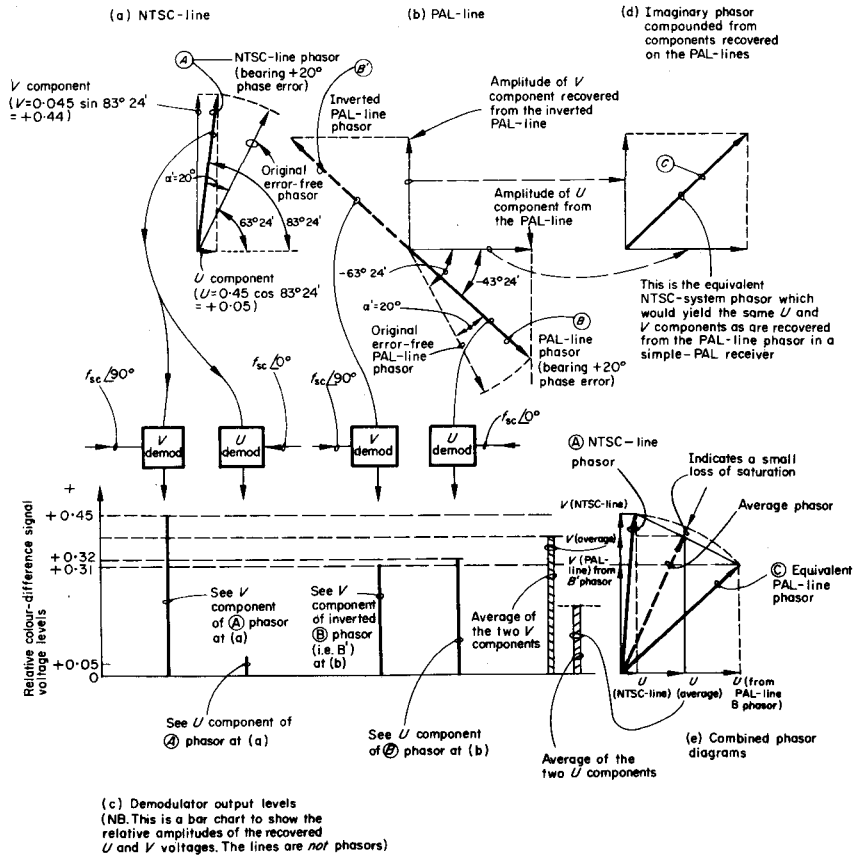 (a) NTSC-line
(b) PAL-line
(d) Imaginary phasor
compounded from
components recovered
on the PAL-lines
A
NTSC-line phasor
(bearing +20°
phase error)
V component
(V=0.045 sin 83° 24'
=+0.44)
α'=20°
Original
error-free
phasor
63° 24'
83° 24'
U component
(U=0.45 cos 83° 24'
=+0.05)
B'
Inverted
PAL-line
phasor
Amplitude of V
component recovered
from the inverted
PAL-line
Amplitude of U
component from
the PAL-line
-63° 24'
-43° 24'
α'=20°
Original
error-free
PAL-line
phasor
B
PAL-line
phasor
(bearing +20°
phase error)
C
This is the equivalent
NTSC-system phasor which
would yield the same U and
V components as are recovered
from the PAL-line phasor in a
simple-PAL receiver
fsc∠90°
fsc∠0°
fsc∠90°
fsc∠0°
V
demod
U
demod
V
demod
U
demod
Relative colour-difference signal
voltage levels
+
+0·45
+0·32
+0·31
+0·05
0
See V
component
of A phasor
at (a)
See U component of
A phasor at (a)
See V
component
of inverted
B phasor
(i.e. B')
at (b)
See U component
of B phasor at (b)
Average of
the two V
components
Average of the
two U components
A NTSC-line
phasor
Indicates a small
loss of saturation
Average phasor
V (NTSC-line)
V (average)
V (PAL-
line) from
B' phasor
C Equivalent
PAL-line
phasor
U
(NTSC-line)
U
(average)
U (from
PAL-line
B phasor)
(e) Combined phasor
diagrams
(c) Demodulator output levels
(NB. This is a bar chart to show the
relative amplitudes of the recovered
U and V voltages. The lines are not phasors)